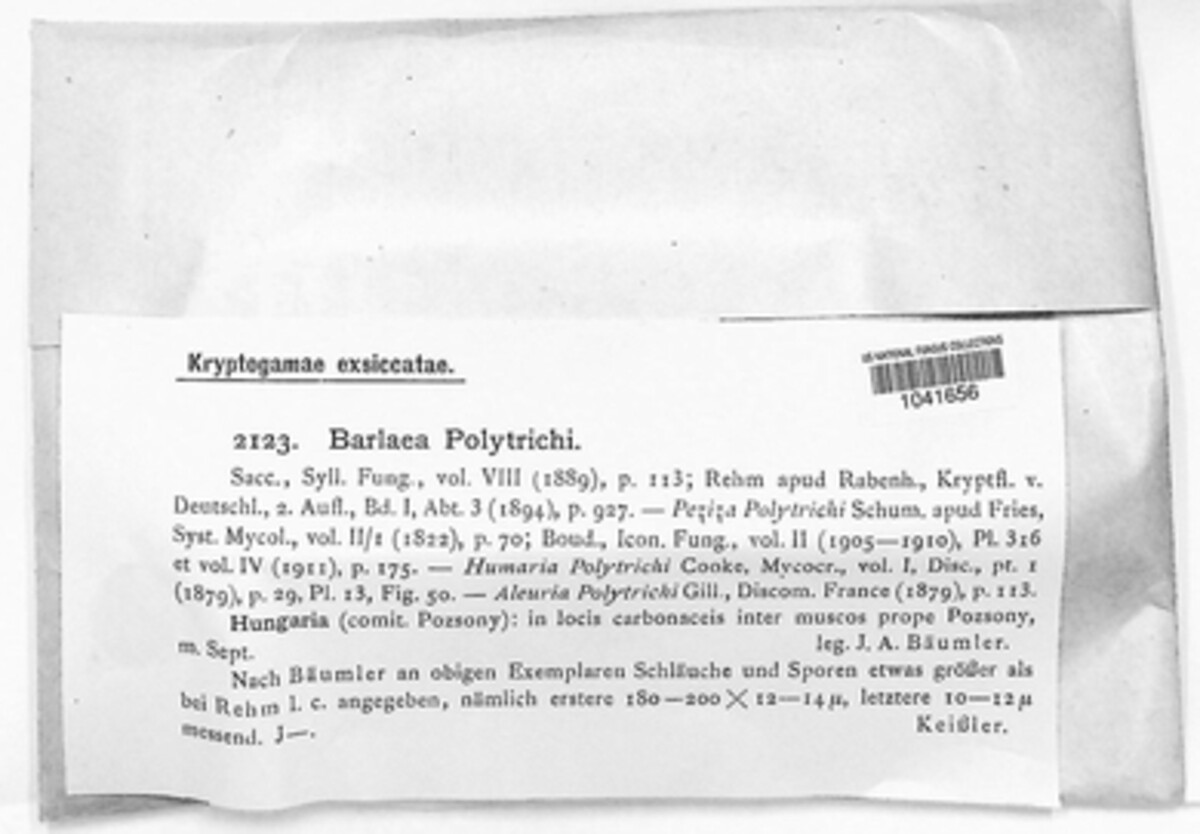 Kryptogamae exsiccatae.
US NATIONAL FUNGUS COLLECTIONS
1041656
2123. Barlaea Polytrichi.
Sacc., Syll. Fung., vol. VIII (1889), p. 113; Rehm apud Rabenh., Kryptfl. v.
Deutschl., 2. Aufl., Bd. I, Abt. 3 (1894), p. 927. — Peziza Polytrichi Schum. apud Fries,
Syst. Mycol., vol. II/1 (1822), p. 70; Boud., Icon. Fung., vol. II (1905—1910), Pl. 316
et vol. IV (1911), p. 175. — Humaria Polytrichi Cooke, Mycogr., vol. I, Disc., pt. 1
(1879), p. 29, Pl. 13, Fig. 50. — Aleuria Polytrichi Gill., Discom. France (1879), p. 113.
Hungaria (comit. Pozsony): in locis carbonaceis inter muscos prope Pozsony,
m. Sept. leg. J. A. Bäumler.
Nach Bäumler an obigen Exemplaren Schläuche und Sporen etwas größer als
bei Rehm l. c. angegeben, nämlich erstere 180—200 × 12—14 µ, letztere 10—12 µ
messend. J—. Keißler.